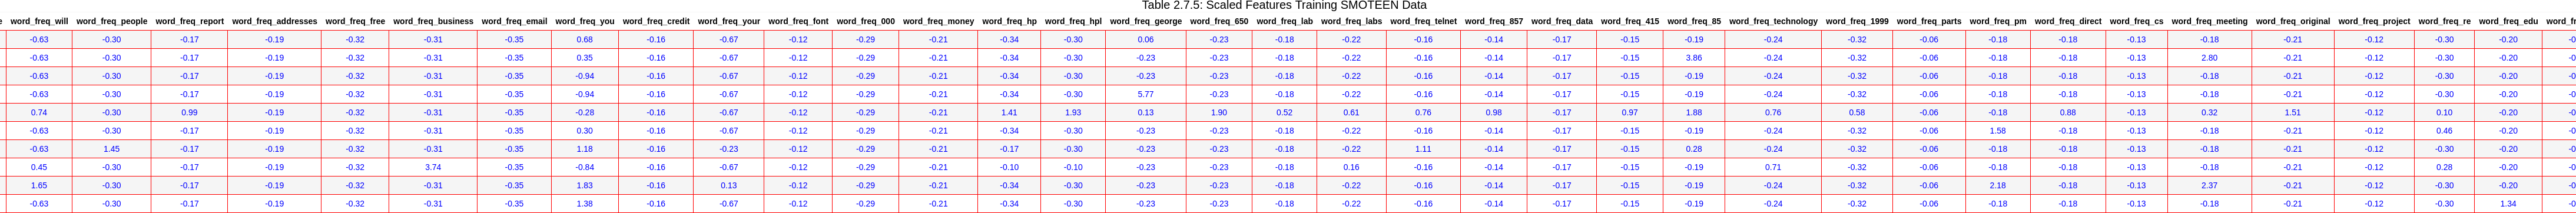 Table 2.7.5: Scaled Features Training SMOTEEN Data
word_freq_will word_freq_people word_freq_report word_freq_addresses word_freq_free word_freq_business word_freq_email word_freq_you word_freq_credit word_freq_your word_freq_font word_freq_000 word_freq_money word_freq_hp word_freq_hpl word_freq_george word_freq_650 word_freq_lab word_freq_labs word_freq_telnet word_freq_857 word_freq_data word_freq_415 word_freq_85 word_freq_technology word_freq_1999 word_freq_parts word_freq_pm word_freq_direct word_freq_cs word_freq_meeting word_freq_original word_freq_project word_freq_re word_freq_edu
-0.63 -0.30 -0.17 -0.19 -0.32 -0.31 -0.35 0.68 -0.16 -0.67 -0.12 -0.29 -0.21 -0.34 -0.30 0.06 -0.23 -0.18 -0.22 -0.16 -0.14 -0.17 -0.15 -0.19 -0.24 -0.32 -0.06 -0.18 -0.18 -0.13 -0.18 -0.21 -0.12 -0.30 -0.20
-0.63 -0.30 -0.17 -0.19 -0.32 -0.31 -0.35 0.35 -0.16 -0.67 -0.12 -0.29 -0.21 -0.34 -0.30 -0.23 -0.23 -0.18 -0.22 -0.16 -0.14 -0.17 -0.15 3.86 -0.24 -0.32 -0.06 -0.18 -0.18 -0.13 2.80 -0.21 -0.12 -0.30 -0.20
-0.63 -0.30 -0.17 -0.19 -0.32 -0.31 -0.35 -0.94 -0.16 -0.67 -0.12 -0.29 -0.21 -0.34 -0.30 -0.23 -0.23 -0.18 -0.22 -0.16 -0.14 -0.17 -0.15 -0.19 -0.24 -0.32 -0.06 -0.18 -0.18 -0.13 -0.18 -0.21 -0.12 -0.30 -0.20
-0.63 -0.30 -0.17 -0.19 -0.32 -0.31 -0.35 -0.94 -0.16 -0.67 -0.12 -0.29 -0.21 -0.34 -0.30 5.77 -0.23 -0.18 -0.22 -0.16 -0.14 -0.17 -0.15 -0.19 -0.24 -0.32 -0.06 -0.18 -0.18 -0.13 -0.18 -0.21 -0.12 -0.30 -0.20
0.74 -0.30 0.99 -0.19 -0.32 -0.31 -0.35 -0.28 -0.16 -0.67 -0.12 -0.29 -0.21 1.41 1.93 0.13 1.90 0.52 0.61 0.76 0.98 -0.17 0.97 1.88 0.76 0.58 -0.06 -0.18 0.88 -0.13 0.32 1.51 -0.12 0.10 -0.20
-0.63 -0.30 -0.17 -0.19 -0.32 -0.31 -0.35 0.30 -0.16 -0.67 -0.12 -0.29 -0.21 -0.34 -0.30 -0.23 -0.23 -0.18 -0.22 -0.16 -0.14 -0.17 -0.15 -0.19 -0.24 -0.32 -0.06 1.58 -0.18 -0.13 -0.18 -0.21 -0.12 0.46 -0.20
-0.63 1.45 -0.17 -0.19 -0.32 -0.31 -0.35 1.18 -0.16 -0.23 -0.12 -0.29 -0.21 -0.17 -0.30 -0.23 -0.23 -0.18 -0.22 1.11 -0.14 -0.17 -0.15 0.28 -0.24 -0.32 -0.06 -0.18 -0.18 -0.13 -0.18 -0.21 -0.12 -0.30 -0.20
0.45 -0.30 -0.17 -0.19 -0.32 3.74 -0.35 -0.84 -0.16 -0.67 -0.12 -0.29 -0.21 -0.10 -0.10 -0.23 -0.23 -0.18 0.16 -0.16 -0.14 -0.17 -0.15 -0.19 0.71 -0.32 -0.06 -0.18 -0.18 -0.13 -0.18 -0.21 -0.12 0.28 -0.20
1.65 -0.30 -0.17 -0.19 -0.32 -0.31 -0.35 1.83 -0.16 0.13 -0.12 -0.29 -0.21 -0.34 -0.30 -0.23 -0.23 -0.18 -0.22 -0.16 -0.14 -0.17 -0.15 -0.19 -0.24 -0.32 -0.06 2.18 -0.18 -0.13 2.37 -0.21 -0.12 -0.30 -0.20
-0.63 -0.30 -0.17 -0.19 -0.32 -0.31 -0.35 1.38 -0.16 -0.67 -0.12 -0.29 -0.21 -0.34 -0.30 -0.23 -0.23 -0.18 -0.22 -0.16 -0.14 -0.17 -0.15 -0.19 -0.24 -0.32 -0.06 -0.18 -0.18 -0.13 -0.18 -0.21 -0.12 -0.30 1.34